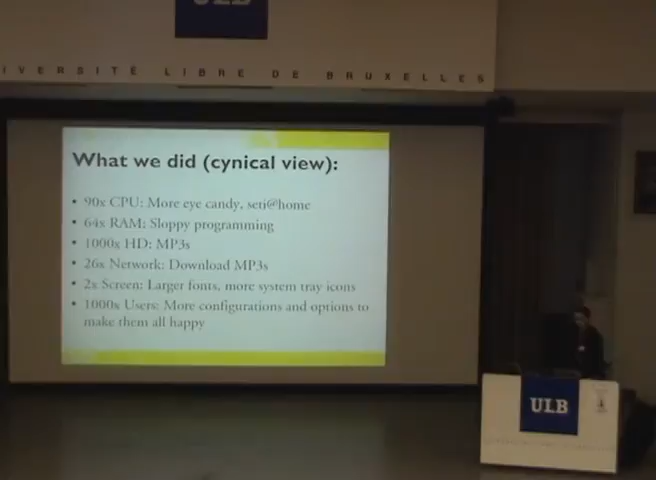 ULB
IVERSITÉ LIBRE DE BRUXELLES
What we did (cynical view):
• 90x CPU: More eye candy, seti@home
• 64x RAM: Sloppy programming
• 1000x HD: MP3s
• 26x Network: Download MP3s
• 2x Screen: Larger fonts, more system tray icons
• 1000x Users: More configurations and options to
make them all happy
ULB